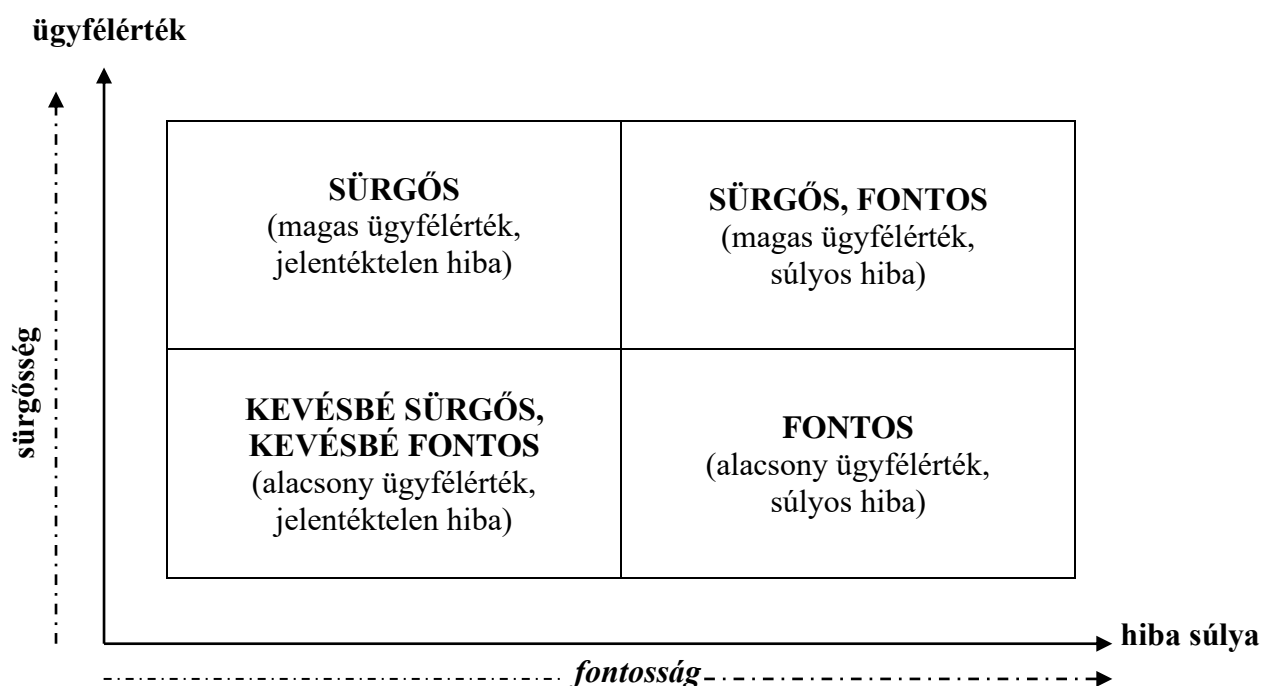 ügyfélérték
SÜRGŐS
(magas ügyfélérték,
jelentéktelen hiba)
SÜRGŐS, FONTOS
(magas ügyfélérték,
súlyos hiba)
sürgősség
KEVÉSBÉ SÜRGŐS,
KEVÉSBÉ FONTOS
(alacsony ügyfélérték,
jelentéktelen hiba)
FONTOS
(alacsony ügyfélérték,
súlyos hiba)
hiba súlya
fontosság